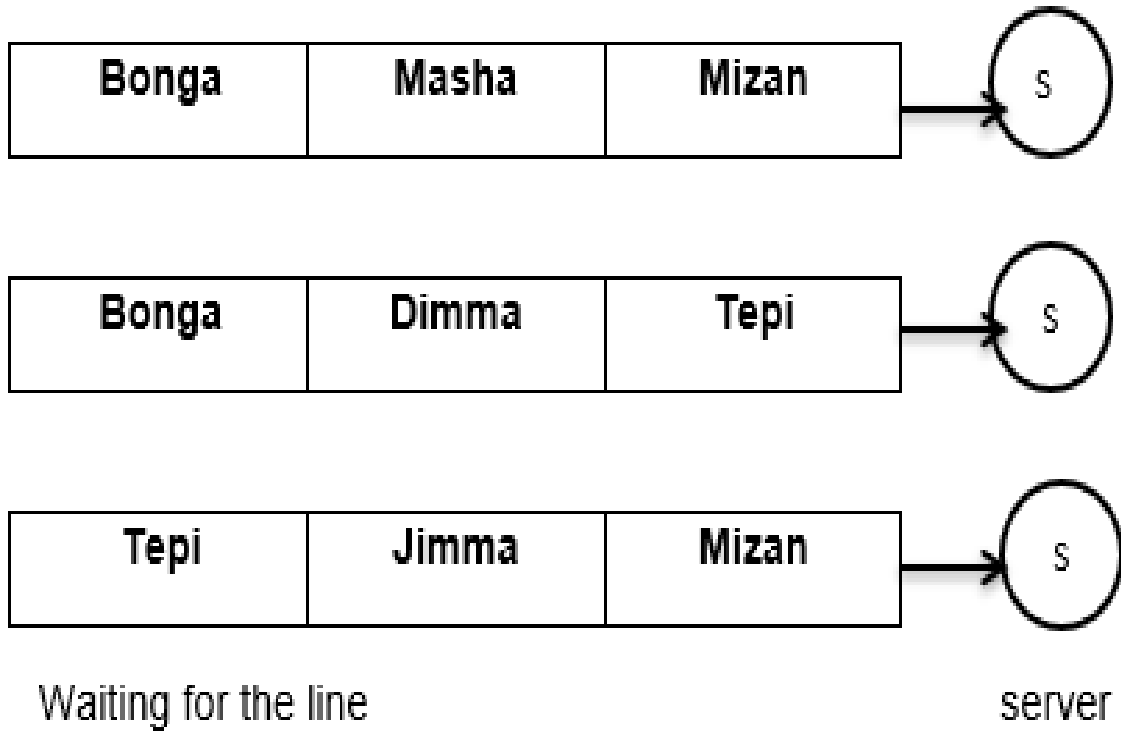 Bonga Masha Mizan S
Bonga Dimma Tepi S
Tepi Jimma Mizan S
Waiting for the line server